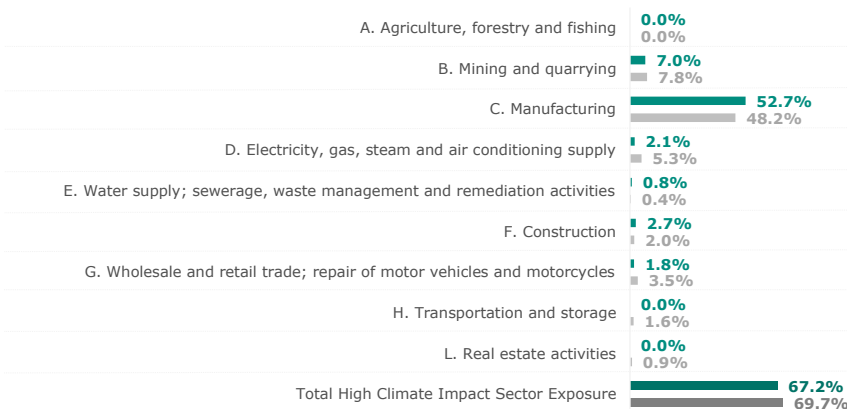 A. Agriculture, forestry and fishing
0.0%
0.0%
B. Mining and quarrying
7.0%
7.8%
C. Manufacturing
52.7%
48.2%
D. Electricity, gas, steam and air conditioning supply
2.1%
5.3%
E. Water supply; sewerage, waste management and remediation activities
0.8%
0.4%
F. Construction
2.7%
2.0%
G. Wholesale and retail trade; repair of motor vehicles and motorcycles
1.8%
3.5%
H. Transportation and storage
0.0%
1.6%
L. Real estate activities
0.0%
0.9%
Total High Climate Impact Sector Exposure
67.2%
69.7%